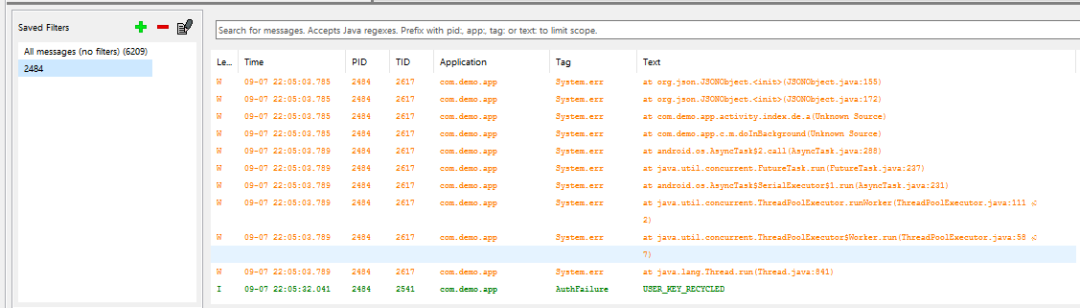 Saved Filters
Search for messages. Accepts Java regexes. Prefix with pid:, app:, tag: or text: to limit scope.
All messages (no filters) (6209)
2484
Le... Time PID TID Application Tag Text
W 09-07 22:05:03.785 2484 2617 com.demo.app System.err at org.json.JSONObject.<init>(JSONObject.java:155)
W 09-07 22:05:03.785 2484 2617 com.demo.app System.err at org.json.JSONObject.<init>(JSONObject.java:172)
W 09-07 22:05:03.785 2484 2617 com.demo.app System.err at com.demo.app.activity.index.de.a(Unknown Source)
W 09-07 22:05:03.785 2484 2617 com.demo.app System.err at com.demo.app.c.m.doInBackground(Unknown Source)
W 09-07 22:05:03.789 2484 2617 com.demo.app System.err at android.os.AsyncTask$2.call(AsyncTask.java:288)
W 09-07 22:05:03.789 2484 2617 com.demo.app System.err at java.util.concurrent.FutureTask.run(FutureTask.java:237)
W 09-07 22:05:03.789 2484 2617 com.demo.app System.err at android.os.AsyncTask$SerialExecutor$1.run(AsyncTask.java:231)
W 09-07 22:05:03.789 2484 2617 com.demo.app System.err at java.util.concurrent.ThreadPoolExecutor.runWorker(ThreadPoolExecutor.java:111
2)
W 09-07 22:05:03.789 2484 2617 com.demo.app System.err at java.util.concurrent.ThreadPoolExecutor$Worker.run(ThreadPoolExecutor.java:58
7)
W 09-07 22:05:03.789 2484 2617 com.demo.app System.err at java.lang.Thread.run(Thread.java:841)
I 09-07 22:05:32.041 2484 2541 com.demo.app AuthFailure USER_KEY_RECYCLED